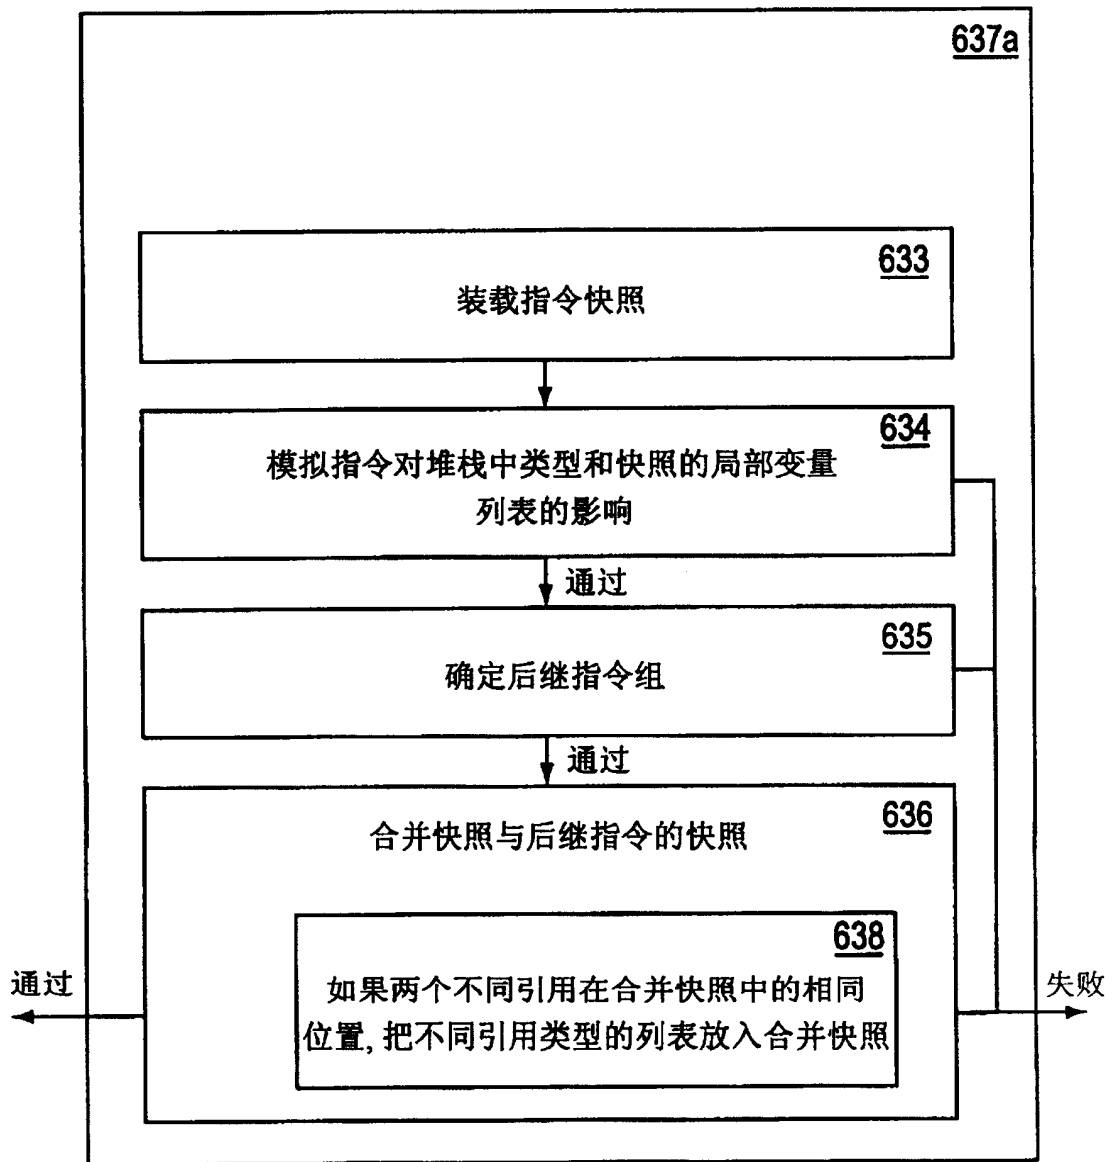 637a
633
装载指令快照
634
模拟指令对堆栈中类型和快照的局部变量
列表的影响
通过
635
确定后继指令组
通过
636
合并快照与后继指令的快照
638
如果两个不同引用在合并快照中的相同
位置, 把不同引用类型的列表放入合并快照
通过
失败